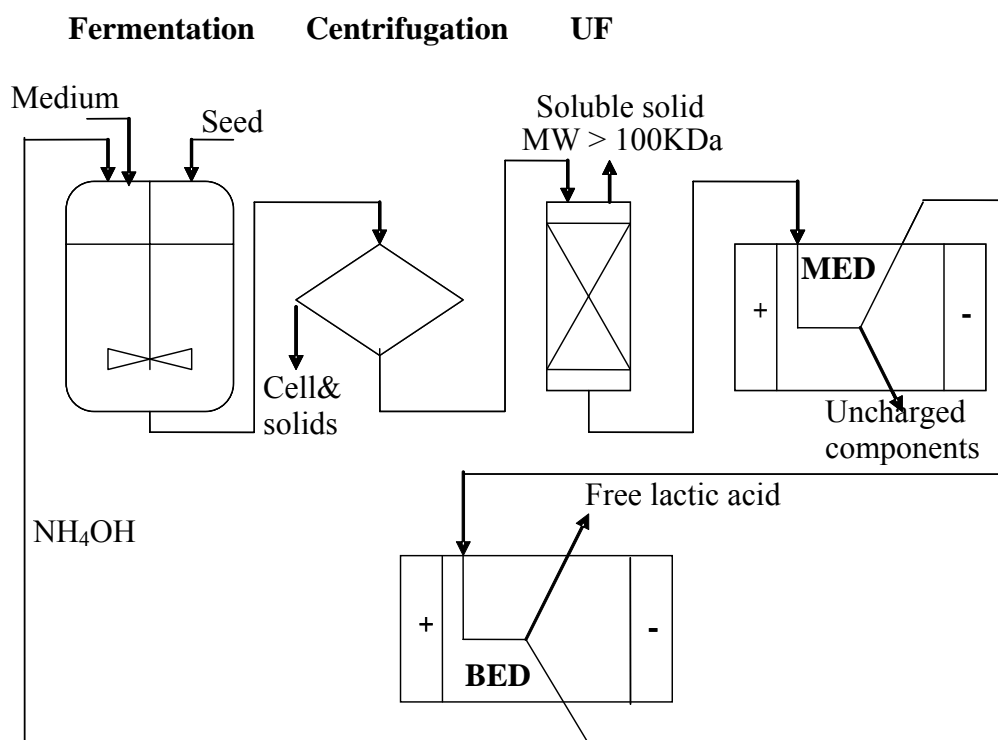 Fermentation Centrifugation UF
Medium
Seed
Soluble solid
MW > 100KDa
MED
+
-
Cell&
solids
Uncharged
components
NH₄OH
Free lactic acid
+
-
BED